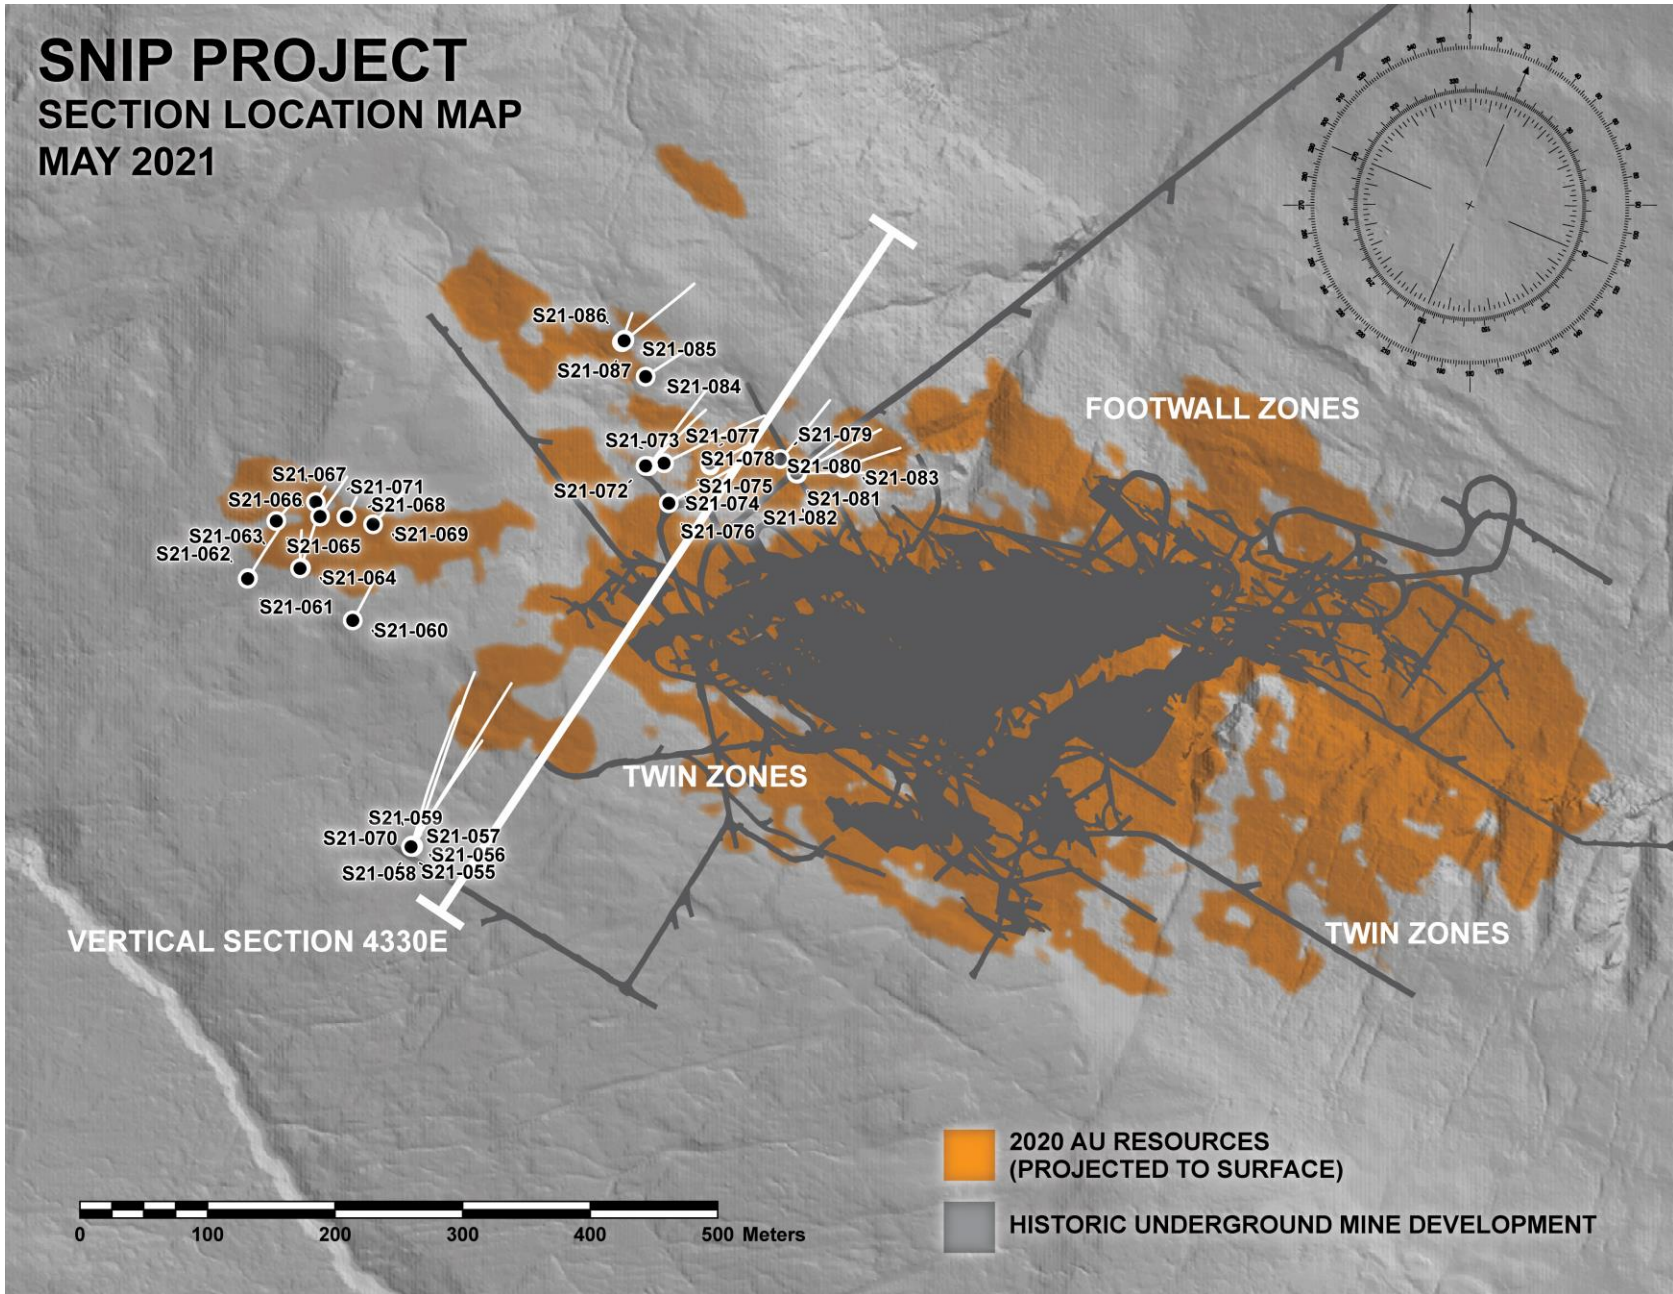 SNIP PROJECT
SECTION LOCATION MAP
MAY 2021
S21-086
S21-085
S21-087
S21-084
FOOTWALL ZONES
S21-073
S21-077
S21-079
S21-078
S21-080
S21-083
S21-072
S21-075
S21-074
S21-081
S21-082
S21-076
S21-067
S21-071
S21-066
S21-068
S21-063
S21-069
S21-062
S21-065
S21-064
S21-061
S21-060
TWIN ZONES
S21-059
S21-070
S21-057
S21-056
S21-058
S21-055
VERTICAL SECTION 4330E
TWIN ZONES
2020 AU RESOURCES
(PROJECTED TO SURFACE)
HISTORIC UNDERGROUND MINE DEVELOPMENT
0 100 200 300 400 500 Meters